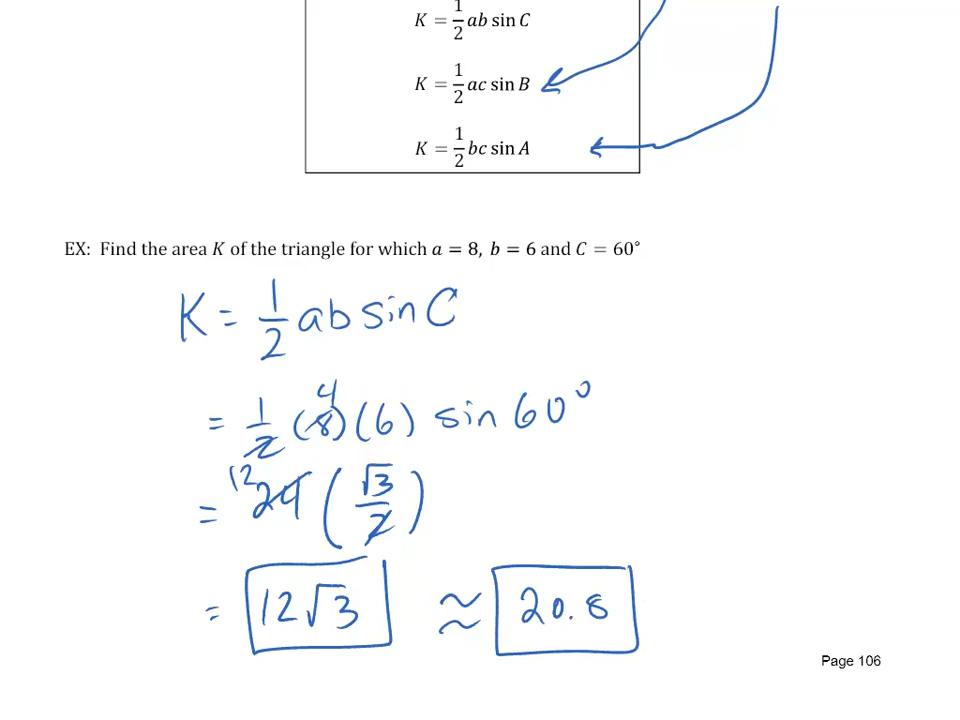 K = 1/2 ab sin C
K = 1/2 ac sin B
K = 1/2 bc sin A
EX: Find the area K of the triangle for which a = 8, b = 6 and C = 60°
K = 1/2 ab sin C
= 1/2 (8)(6) sin 60° 4
= 24 (√3/2) 12
= 12√3 ≈ 20.8
Page 106